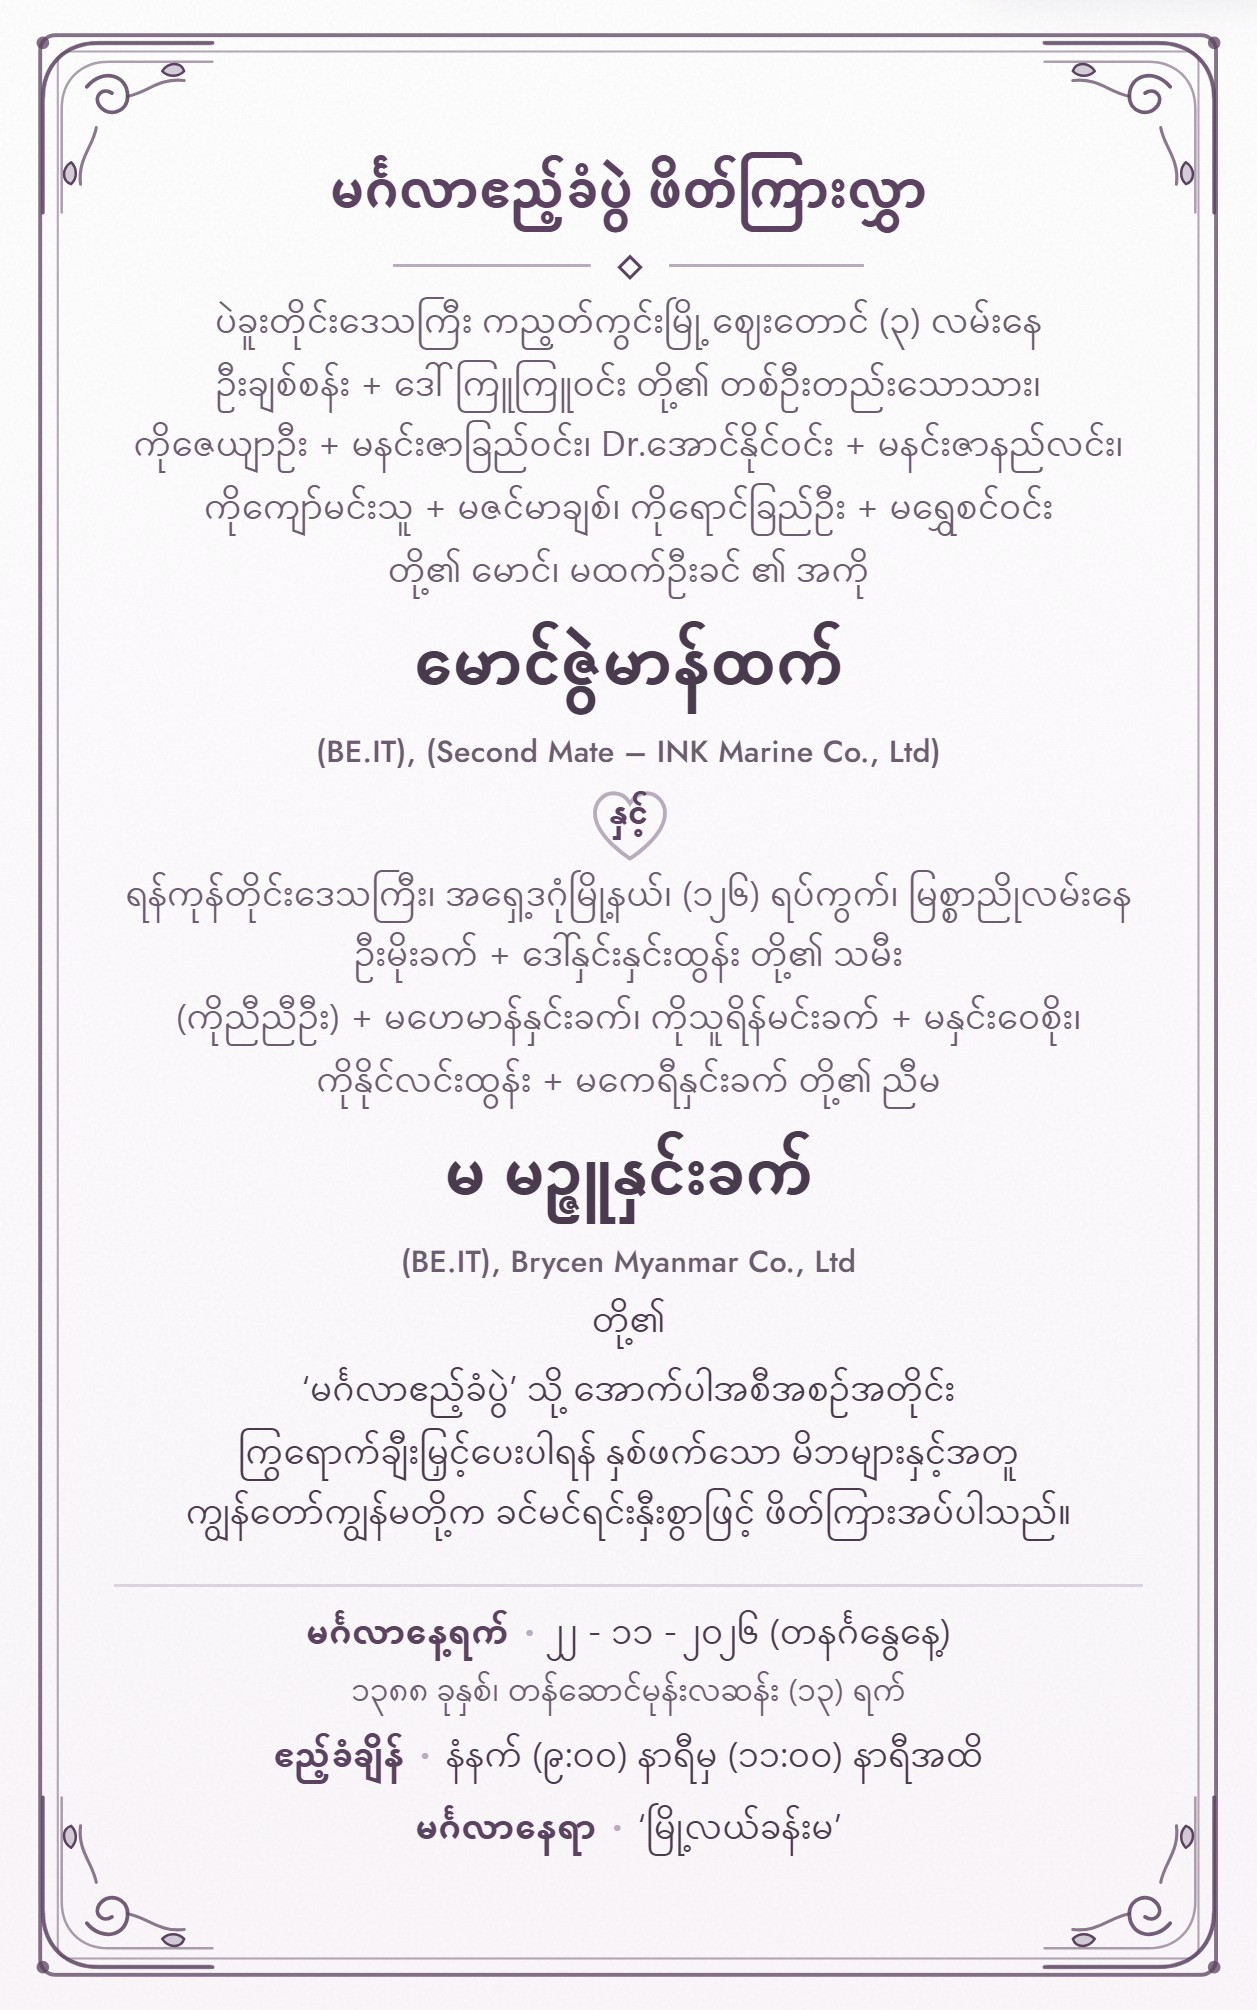 မင်္ဂလာဧည့်ခံပွဲ ဖိတ်ကြားလွှာ
ပဲခူးတိုင်းဒေသကြီး ကညွတ်ကွင်းမြို့ ဈေးတောင် (၃) လမ်းနေ
ဦးချစ်စန်း + ဒေါ်ကြူကြူဝင်း တို့၏ တစ်ဦးတည်းသောသား၊
ကိုဇေယျာဦး + မနင်းဇာခြည်ဝင်း၊ Dr.အောင်နိုင်ဝင်း + မနင်းဇာနည်လင်း၊
ကိုကျော်မင်းသူ + မဇင်မာချစ်၊ ကိုရောင်ခြည်ဦး + မရွှေစင်ဝင်း
တို့၏ မောင်၊ မထက်ဦးခင် ၏ အကို
မောင်ဇွဲမာန်ထက်
(BE.IT), (Second Mate – INK Marine Co., Ltd)
နှင့်
ရန်ကုန်တိုင်းဒေသကြီး၊ အရှေ့ဒဂုံမြို့နယ်၊ (၁၂၆) ရပ်ကွက်၊ မြစ္စာညိုလမ်းနေ
ဦးမိုးခက် + ဒေါ်နှင်းနှင်းထွန်း တို့၏ သမီး
(ကိုညီညီဦး) + မဟေမာန်နှင်းခက်၊ ကိုသူရိန်မင်းခက် + မနှင်းဝေစိုး၊
ကိုနိုင်လင်းထွန်း + မကေရီနှင်းခက် တို့၏ ညီမ
မ မဉ္ဇူနှင်းခက်
(BE.IT), Brycen Myanmar Co., Ltd
တို့၏
‘မင်္ဂလာဧည့်ခံပွဲ’ သို့ အောက်ပါအစီအစဉ်အတိုင်း
ကြွရောက်ချီးမြှင့်ပေးပါရန် နှစ်ဖက်သော မိဘများနှင့်အတူ
ကျွန်တော်ကျွန်မတို့က ခင်မင်ရင်းနှီးစွာဖြင့် ဖိတ်ကြားအပ်ပါသည်။
မင်္ဂလာနေ့ရက် • ၂၂ - ၁၁ -၂၀၂၆ (တနင်္ဂနွေနေ့)
၁၃၈၈ ခုနှစ်၊ တန်ဆောင်မုန်းလဆန်း (၁၃) ရက်
ဧည့်ခံချိန် • နံနက် (၉:၀၀) နာရီမှ (၁၁:၀၀) နာရီအထိ
မင်္ဂလာနေရာ • ‘မြို့လယ်ခန်းမ’